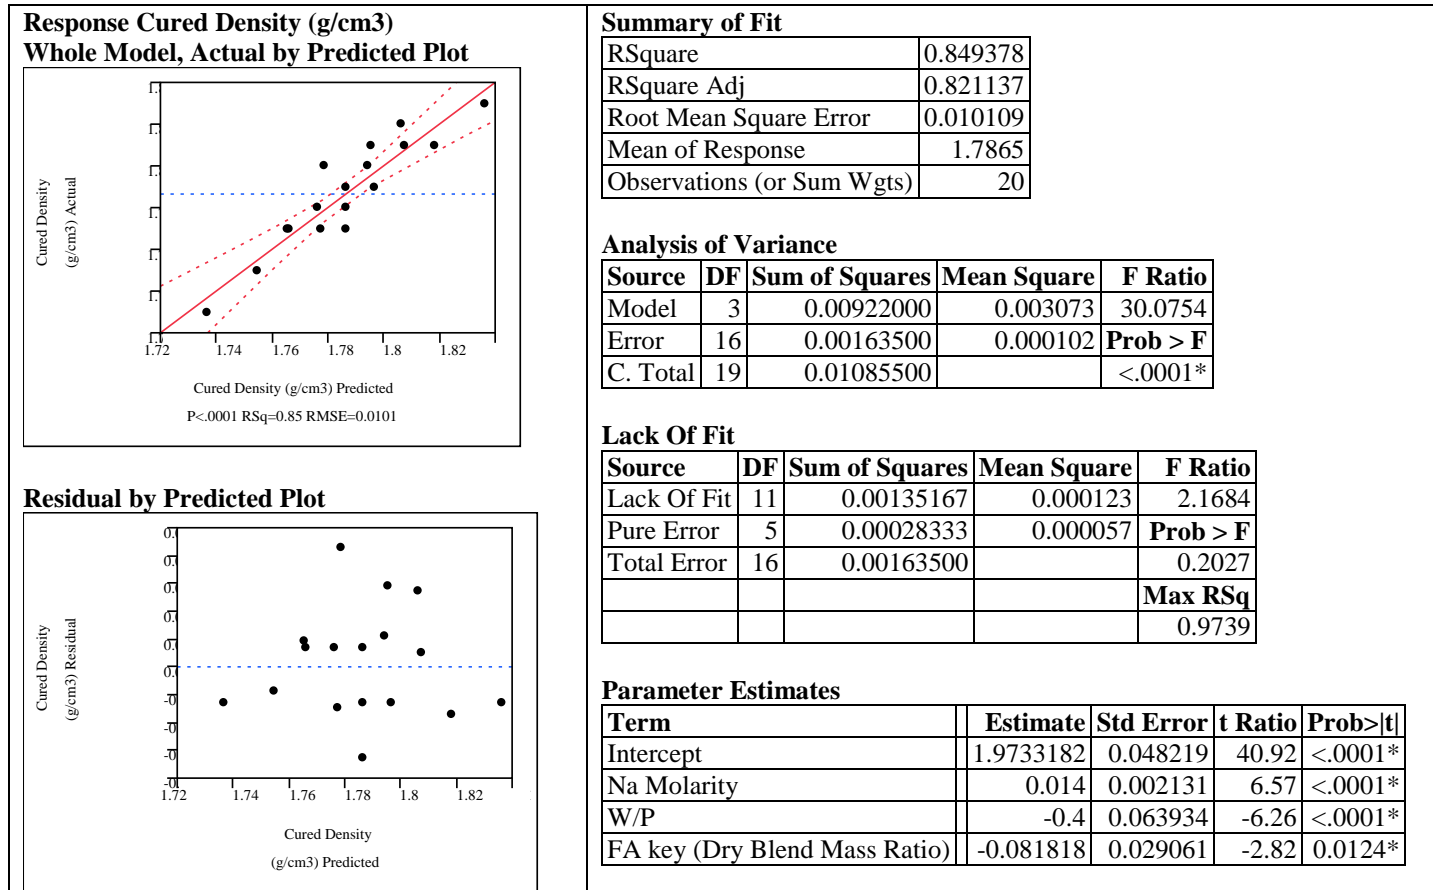 Response Cured Density (g/cm3)
Whole Model, Actual by Predicted Plot
Cured Density
(g/cm3) Actual
1.72 1.74 1.76 1.78 1.8 1.82
Cured Density (g/cm3) Predicted
P<.0001 RSq=0.85 RMSE=0.0101
Residual by Predicted Plot
Cured Density
(g/cm3) Residual
1.72 1.74 1.76 1.78 1.8 1.82
Cured Density
(g/cm3) Predicted
Summary of Fit
RSquare 0.849378
RSquare Adj 0.821137
Root Mean Square Error 0.010109
Mean of Response 1.7865
Observations (or Sum Wgts) 20
Analysis of Variance
Source DF Sum of Squares Mean Square F Ratio
Model 3 0.00922000 0.003073 30.0754
Error 16 0.00163500 0.000102 Prob > F
C. Total 19 0.01085500 <.0001*
Lack Of Fit
Source DF Sum of Squares Mean Square F Ratio
Lack Of Fit 11 0.00135167 0.000123 2.1684
Pure Error 5 0.00028333 0.000057 Prob > F
Total Error 16 0.00163500 0.2027
Max RSq
0.9739
Parameter Estimates
Term Estimate Std Error t Ratio Prob>|t|
Intercept 1.9733182 0.048219 40.92 <.0001*
Na Molarity 0.014 0.002131 6.57 <.0001*
W/P -0.4 0.063934 -6.26 <.0001*
FA key (Dry Blend Mass Ratio) -0.081818 0.029061 -2.82 0.0124*